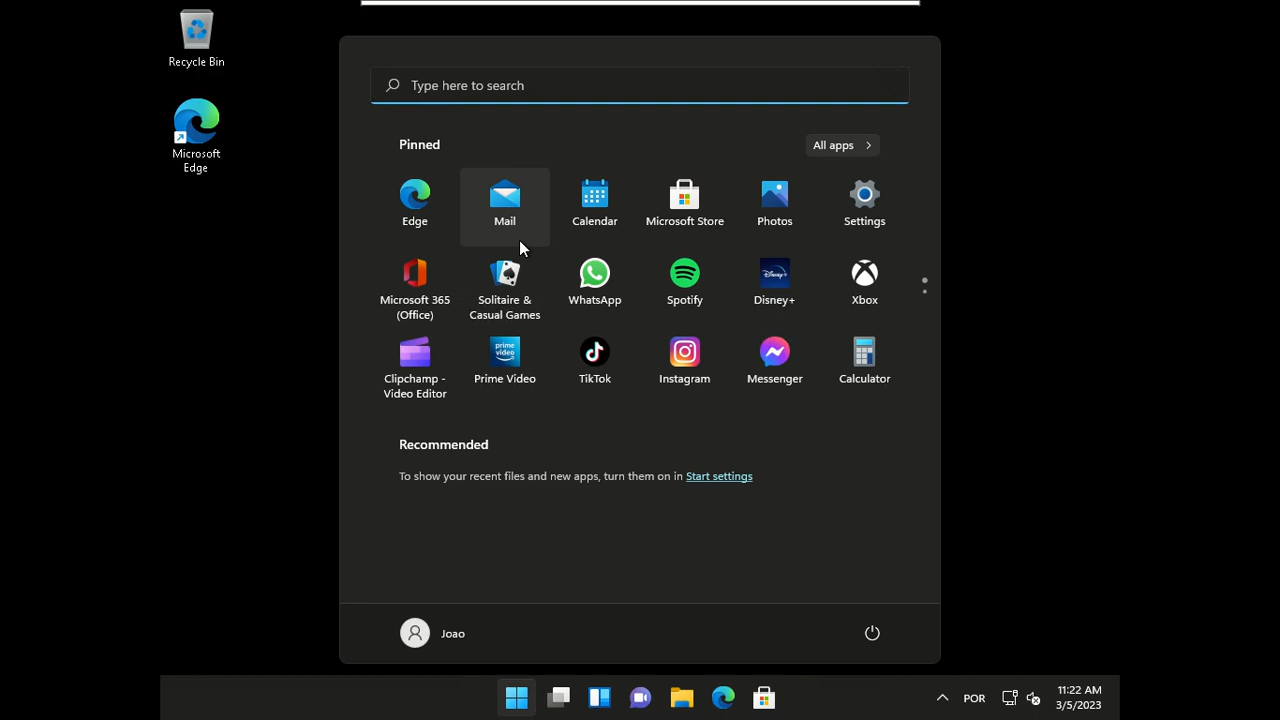 Recycle Bin
Microsoft
Edge
Type here to search
Pinned
All apps
Edge
Mail
Calendar
Microsoft Store
Photos
Settings
Microsoft 365
(Office)
Solitaire &
Casual Games
WhatsApp
Spotify
Disney+
Disney+
Xbox
prime
video
Clipchamp -
Video Editor
Prime Video
TikTok
Instagram
Messenger
Calculator
Recommended
To show your recent files and new apps, turn them on in Start settings
Joao
POR
11:22 AM
3/5/2023